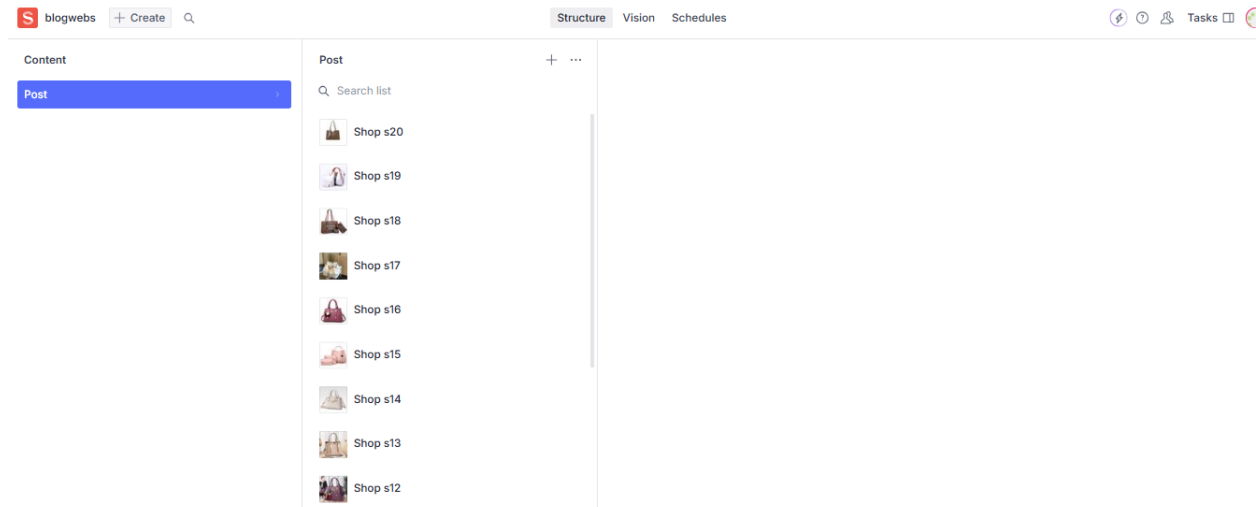 S blogwebs + Create Structure Vision Schedules Tasks
Content
Post
Post
Search list
Shop s20
Shop s19
Shop s18
Shop s17
Shop s16
Shop s15
Shop s14
Shop s13
Shop s12